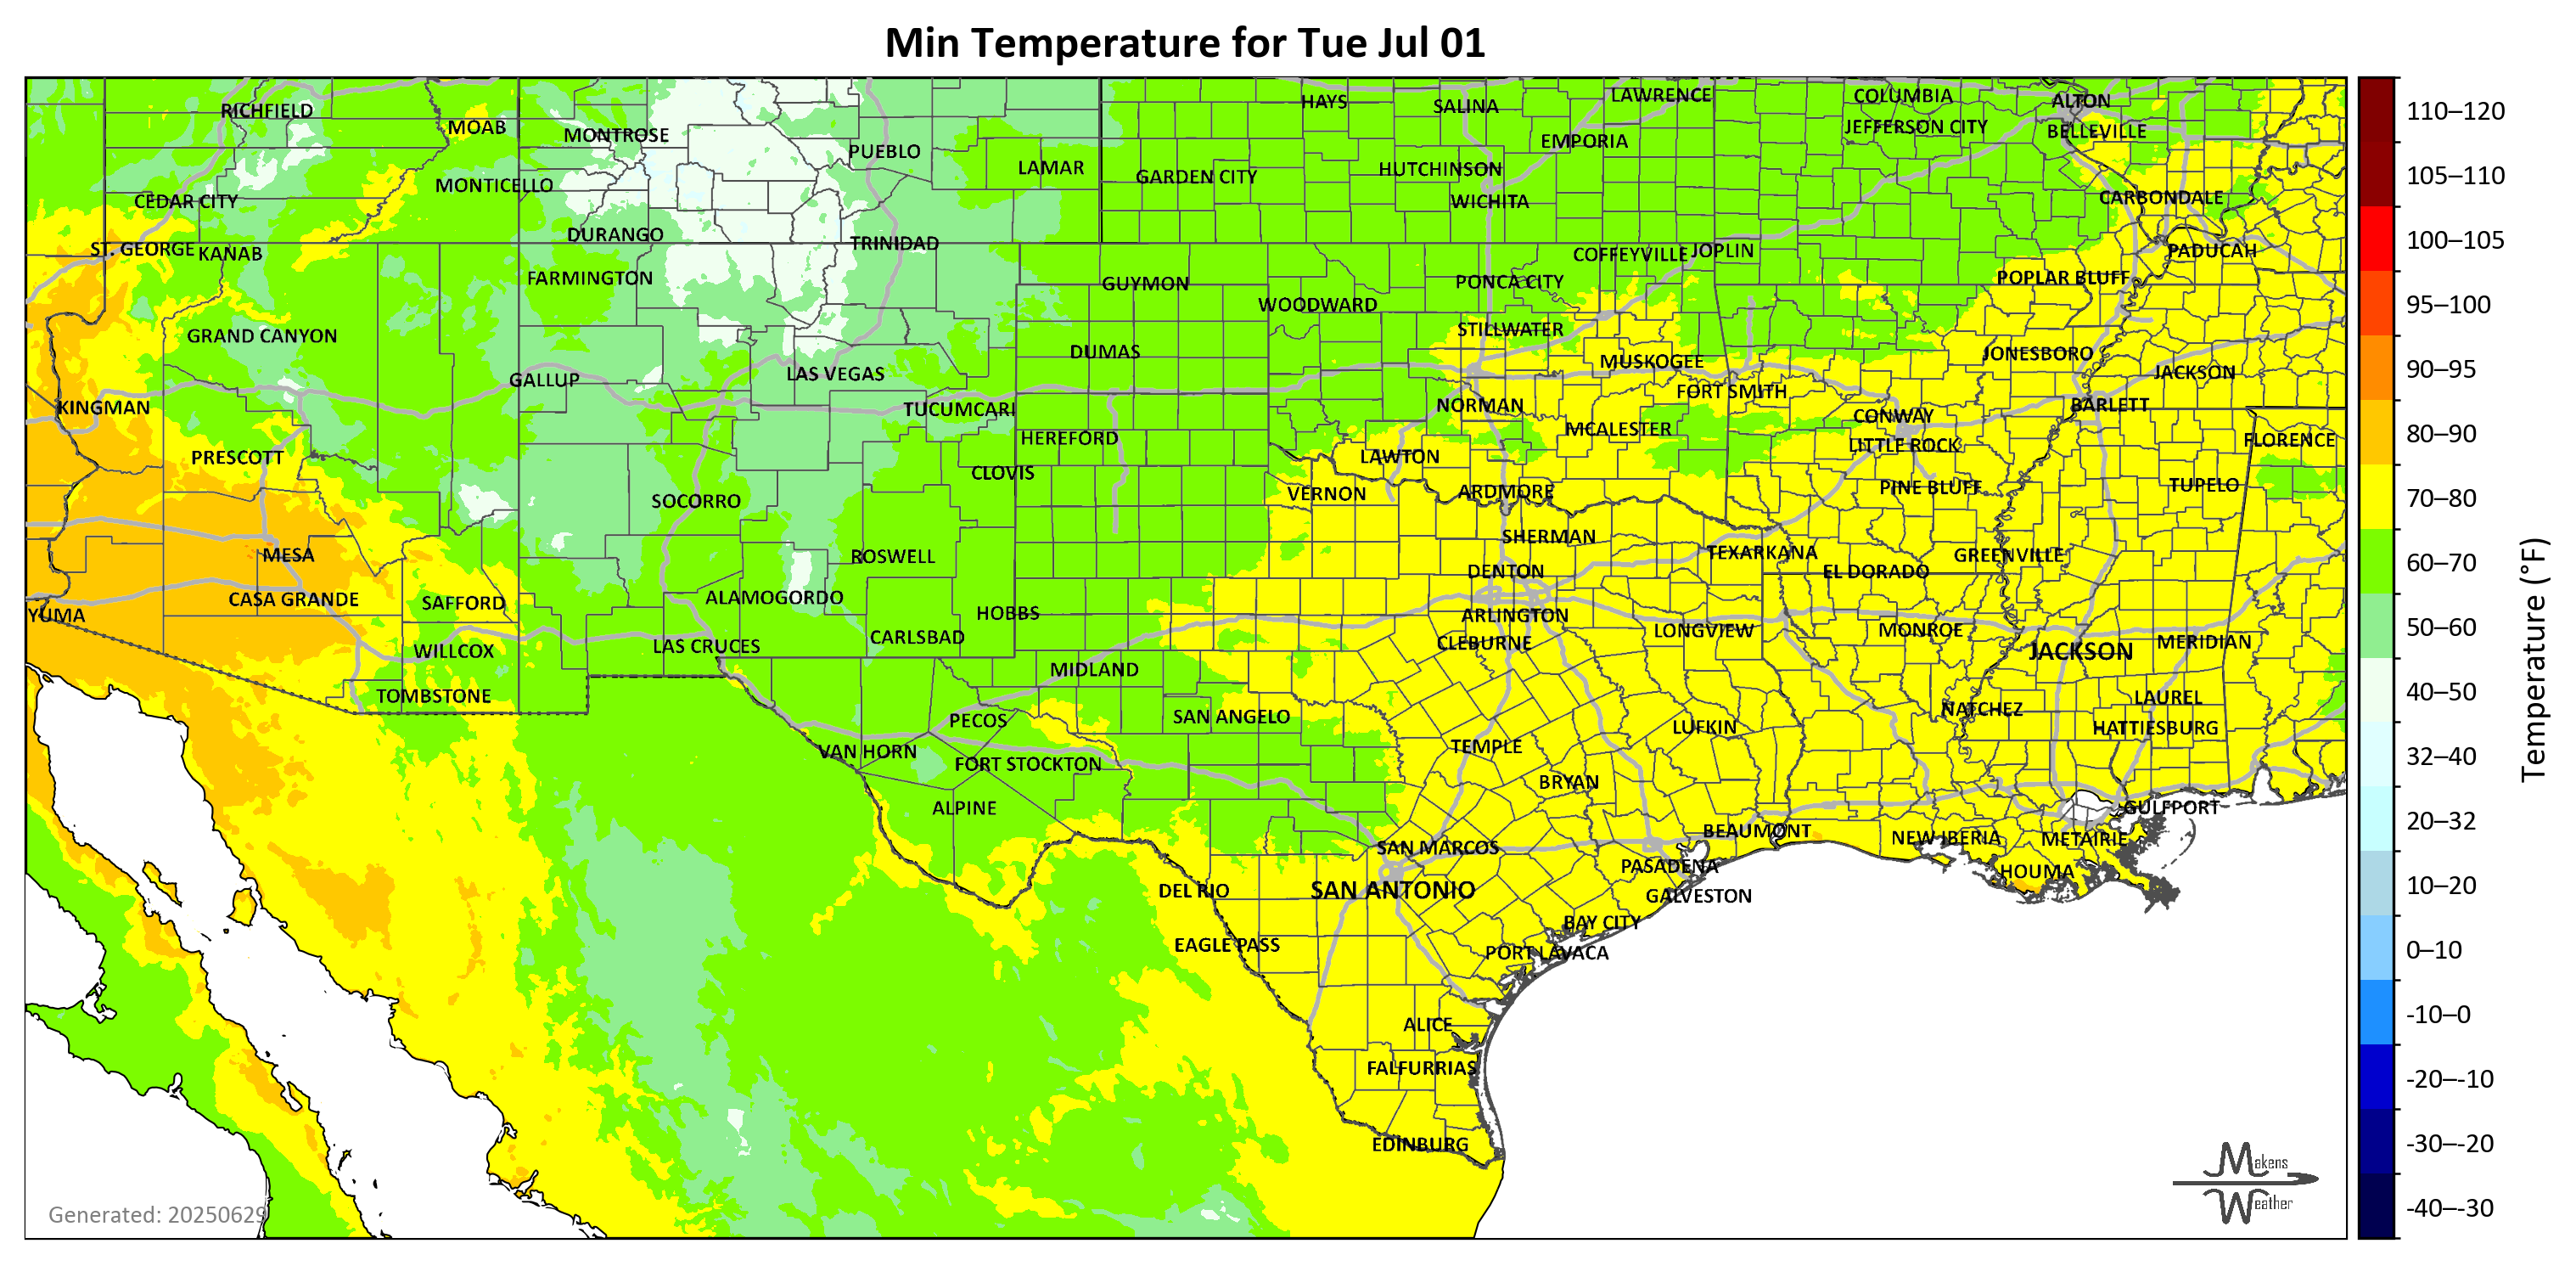 Min Temperature for Tue Jul 01
RICHFIELD
MOAB
MONTROSE
PUEBLO
LAMAR
HAYS
SALINA
LAWRENCE
COLUMBIA
ALTON
JEFFERSON CITY
BELLEVILLE
EMPORIA
HUTCHINSON
GARDEN CITY
WICHITA
MONTICELLO
CEDAR CITY
CARBONDALE
DURANGO
TRINIDAD
ST. GEORGE
KANAB
COFFEYVILLE
JOPLIN
PADUCAH
FARMINGTON
GUYMON
PONCA CITY
POPLAR BLUFF
WOODWARD
GRAND CANYON
STILLWATER
DUMAS
MUSKOGEE
JONESBORO
GALLUP
LAS VEGAS
FORT SMITH
JACKSON
KINGMAN
TUCUMCARI
NORMAN
CONWAY
BARLETT
HEREFORD
MCALESTER
LITTLE ROCK
FLORENCE
PRESCOTT
CLOVIS
LAWTON
SOCORRO
VERNON
ARDMORE
PINE BLUFF
TUPELO
SHERMAN
MESA
ROSWELL
TEXARKANA
GREENVILLE
DENTON
EL DORADO
CASA GRANDE
SAFFORD
ALAMOGORDO
HOBBS
YUMA
ARLINGTON
LAS CRUCES
CARLSBAD
CLEBURNE
LONGVIEW
MONROE
MERIDIAN
WILLCOX
JACKSON
MIDLAND
TOMBSTONE
LAUREL
PECOS
SAN ANGELO
NATCHEZ
LUFKIN
HATTIESBURG
VAN HORN
FORT STOCKTON
TEMPLE
BRYAN
ALPINE
GULFPORT
BEAUMONT
NEW IBERIA
METAIRIE
SAN MARCOS
PASADENA
HOUMA
DEL RIO
SAN ANTONIO
GALVESTON
BAY CITY
EAGLE PASS
PORT LAVACA
ALICE
FALFURRIAS
EDINBURG
Generated: 20250629
Makens
Weather
110–120
105–110
100–105
95–100
90–95
80–90
70–80
60–70
50–60
40–50
32–40
20–32
10–20
0–10
-10–0
-20–-10
-30–-20
-40–-30
Temperature (°F)